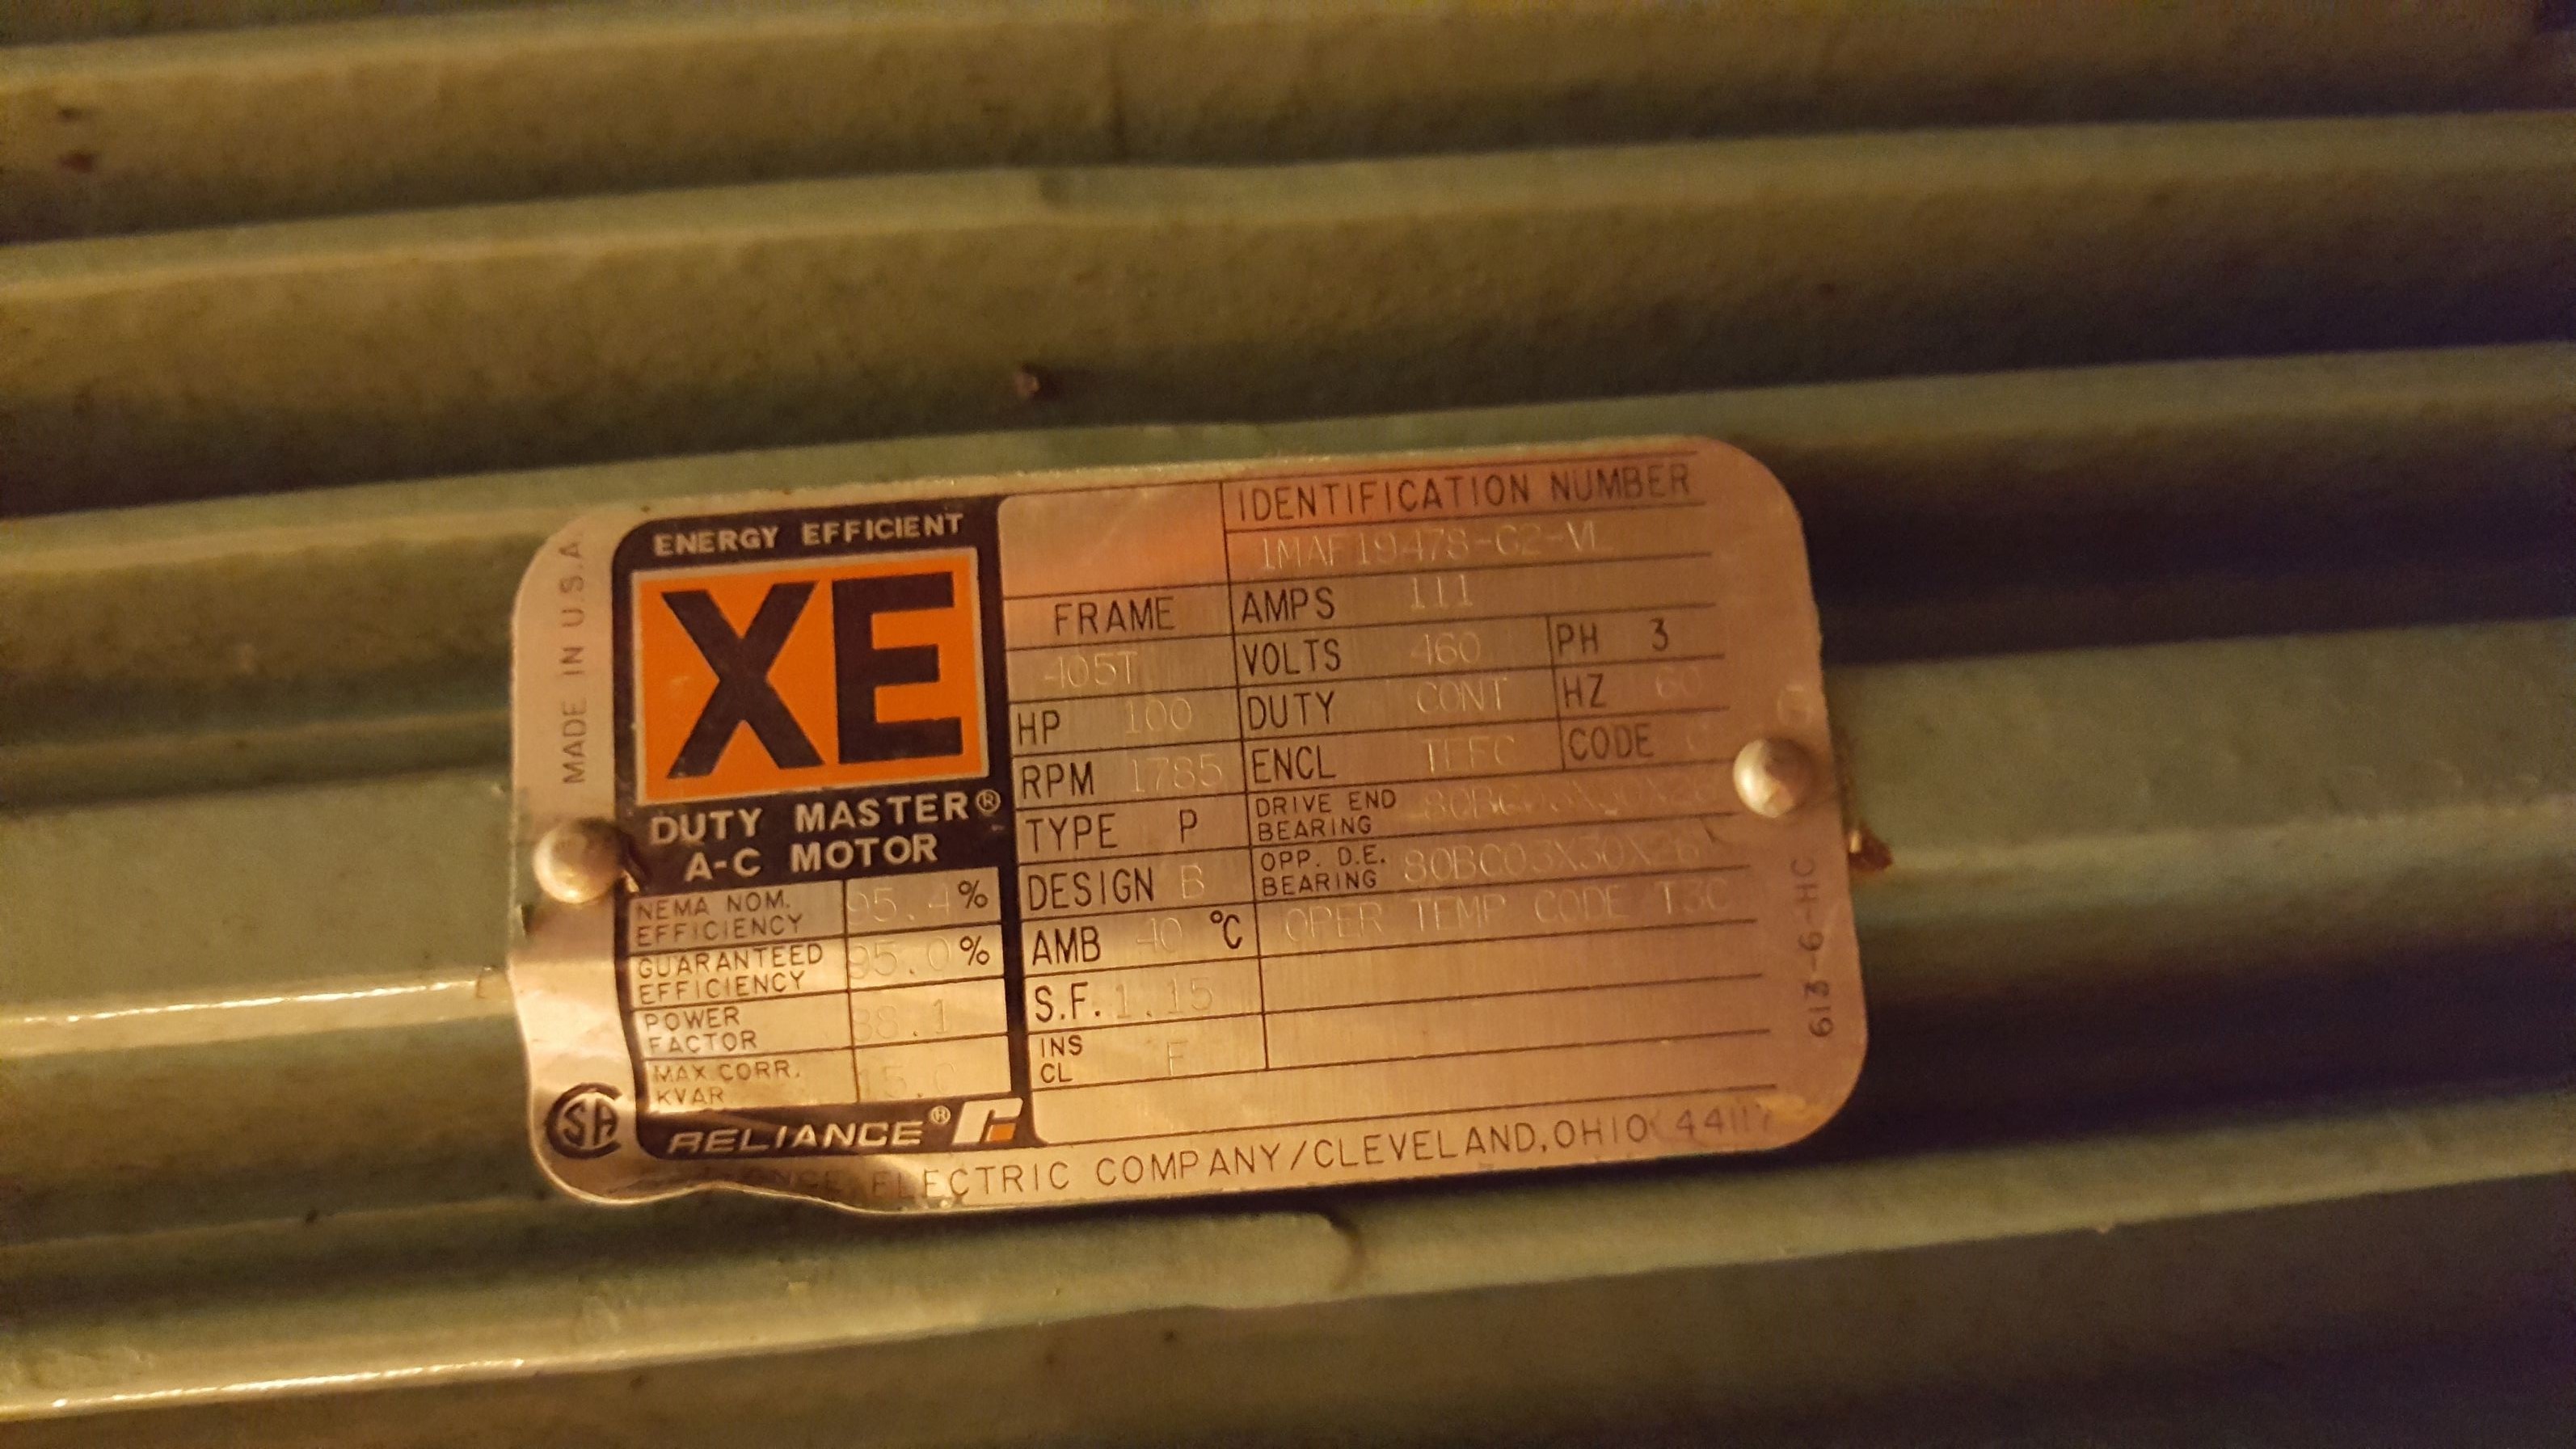 MADE IN U.S.A.
ENERGY EFFICIENT
XE
DUTY MASTER®
A-C MOTOR
NEMA NOM. EFFICIENCY 95.4%
GUARANTEED EFFICIENCY 95.0%
POWER FACTOR 88.1
MAX. CORR. KVAR
RELIANCE®
IDENTIFICATION NUMBER
FRAME
405T
AMPS 111
VOLTS 460 PH 3
HP 100
DUTY CONT HZ 60
RPM 1785
ENCL TEFC CODE
TYPE P
DRIVE END BEARING
DESIGN B
OPP. D.E. BEARING 80BC03X30X26
AMB 40 °C
OPER TEMP CODE T3C
S.F. 1.15
INS CL F
613-6-HC
SA
ELECTRIC COMPANY/CLEVELAND, OHIO 44117